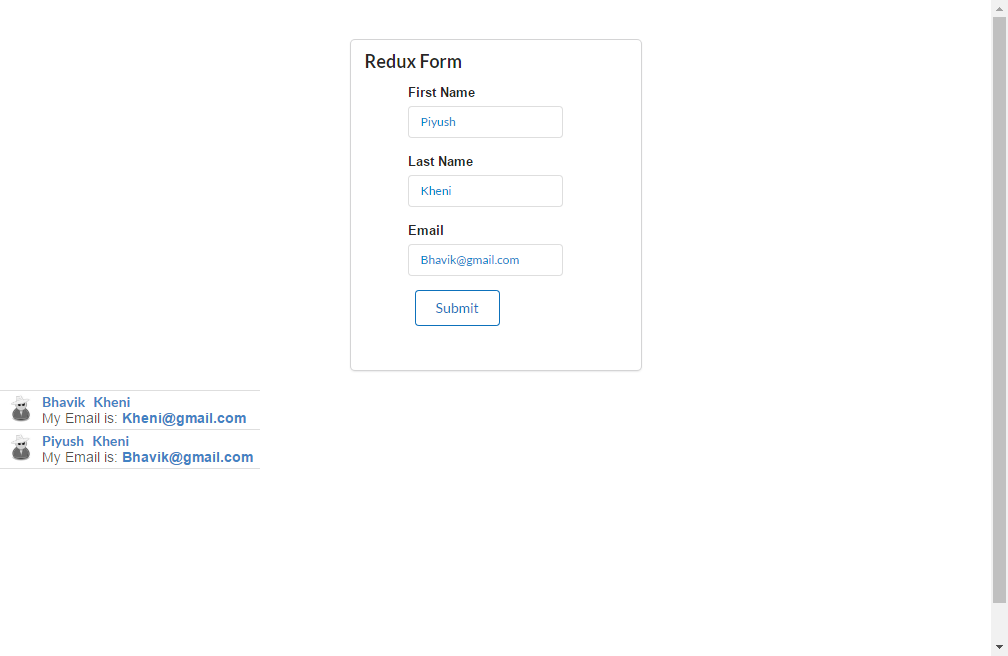 Redux Form
First Name
Piyush
Last Name
Kheni
Email
Bhavik@gmail.com
Submit
Bhavik Kheni
My Email is: Kheni@gmail.com
Piyush Kheni
My Email is: Bhavik@gmail.com